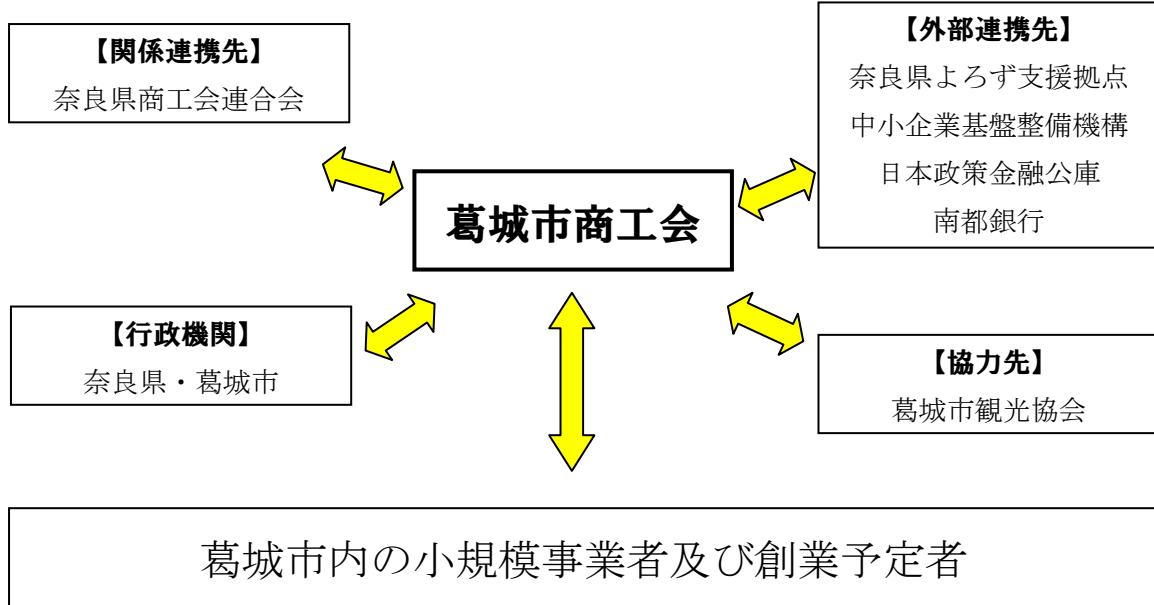 【関係連携先】
奈良県商工会連合会
【外部連携先】
奈良県よろず支援拠点
中小企業基盤整備機構
日本政策金融公庫
南都銀行
葛城市商工会
【行政機関】
奈良県・葛城市
【協力先】
葛城市観光協会
葛城市内の小規模事業者及び創業予定者